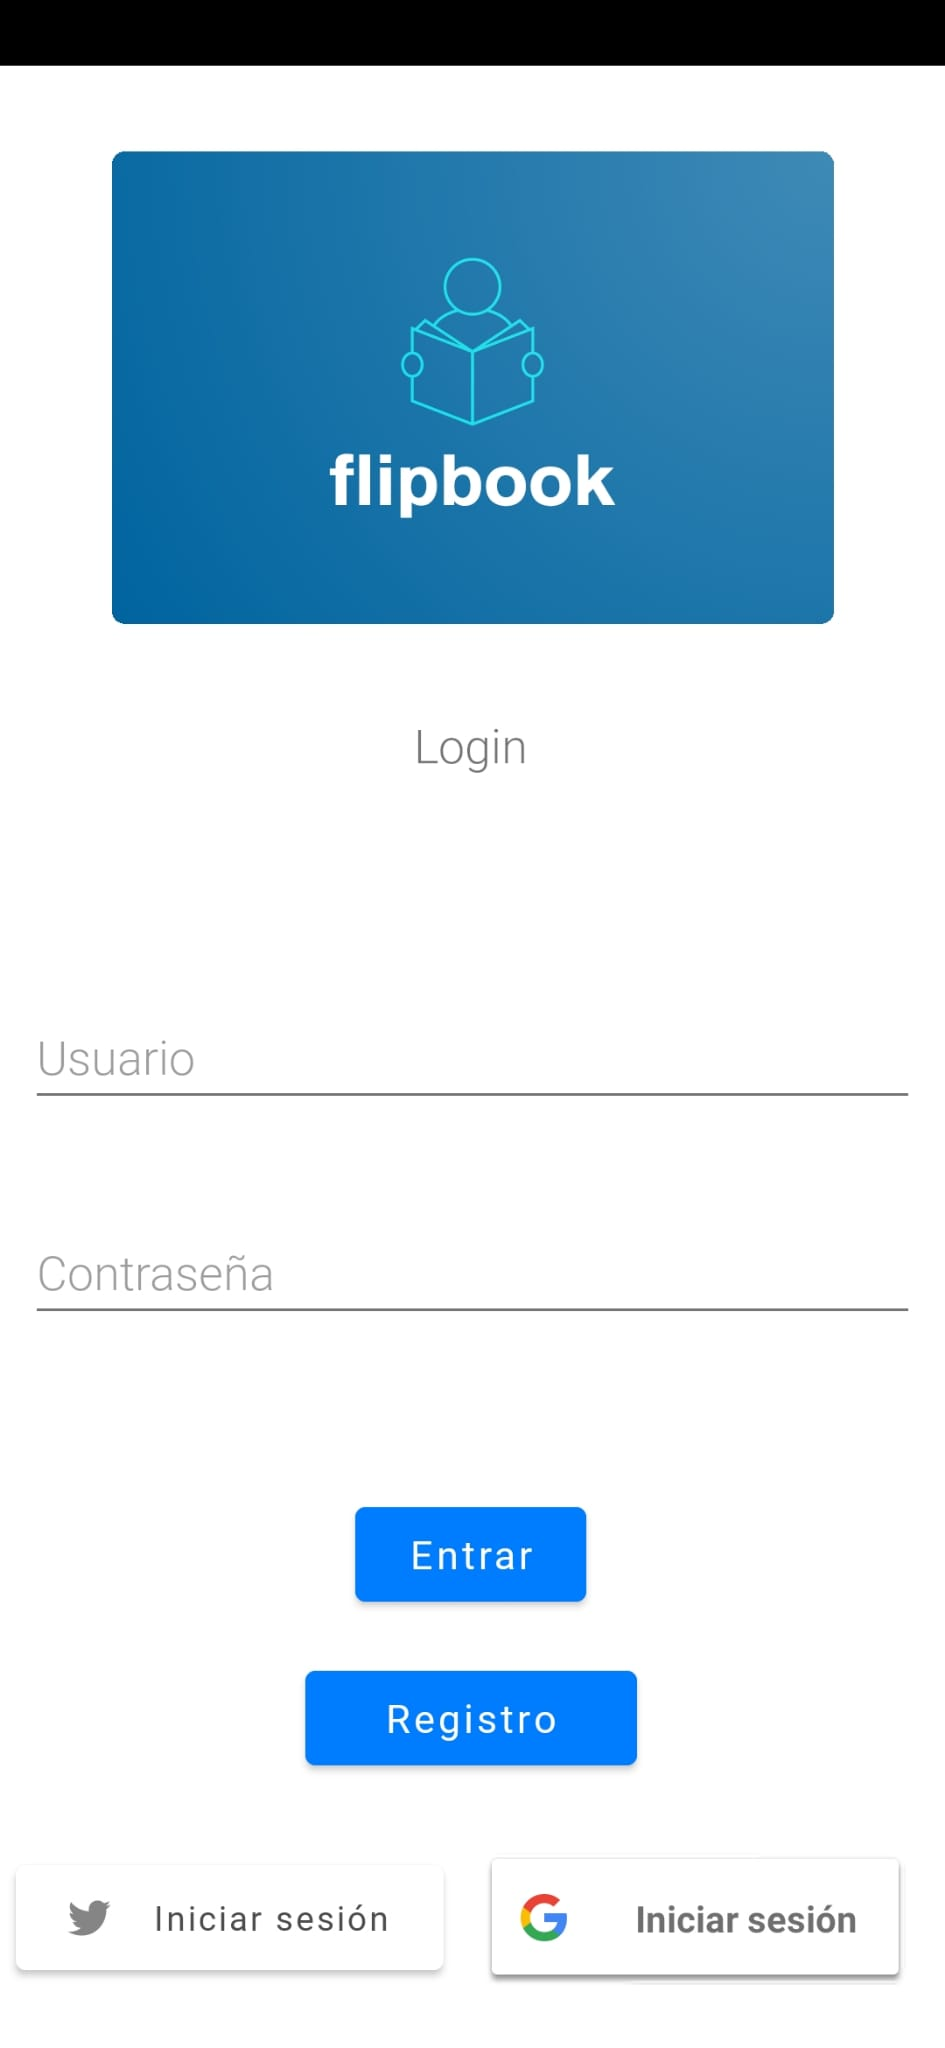 flipbook
Login
Usuario
Contraseña
Entrar
Registro
Iniciar sesión
Iniciar sesión